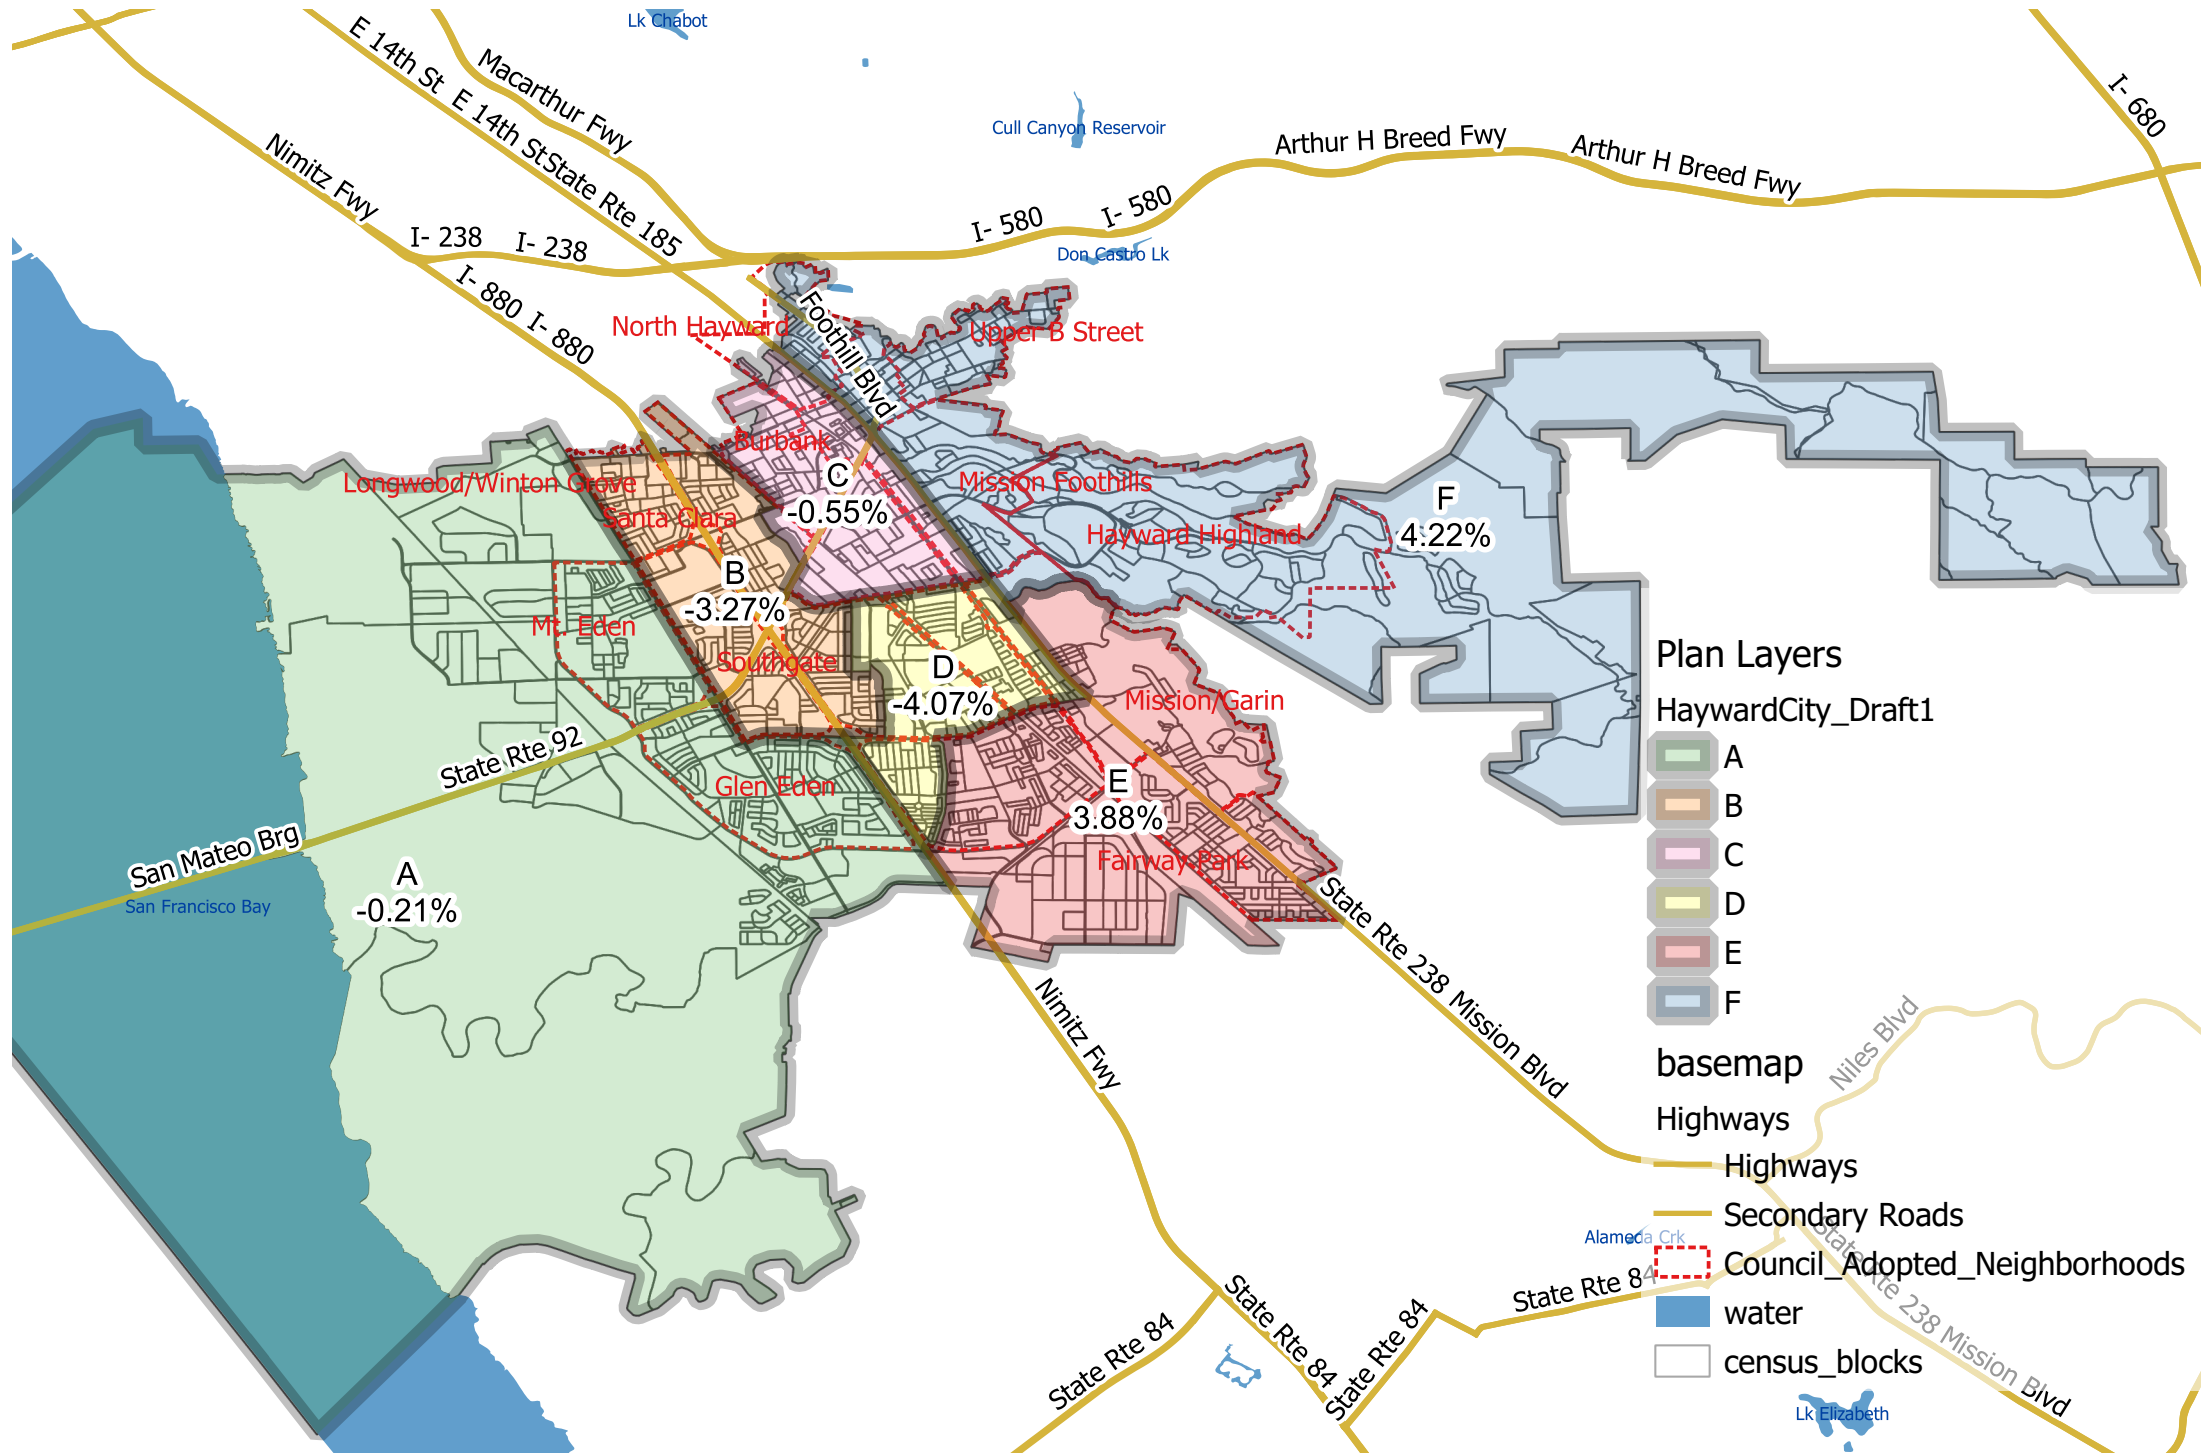 Lk Chabot
E 14th St
E 14th St
State Rte 185
Macarthur Fwy
Nimitz Fwy
I- 238
I- 238
I- 880
I- 880
Cull Canyon Reservoir
Arthur H Breed Fwy
Arthur H Breed Fwy
I- 680
I- 580
I- 580
Don Castro Lk
North Hayward
Foothill Blvd
Upper B Street
Burbank
Longwood/Winton Grove
Santa Clara
C
-0.55%
Mission Foothills
Hayward Highland
F
4.22%
B
-3.27%
Mt. Eden
Southgate
D
-4.07%
Mission/Garin
State Rte 92
Glen Eden
E
3.88%
Fairway Park
San Mateo Brg
A
-0.21%
San Francisco Bay
State Rte 238
Mission Blvd
Nimitz Fwy
Niles Blvd
Alameda Crk
State Rte 84
State Rte 84
State Rte 84
State Rte 84
State Rte 238
Mission Blvd
Lk Elizabeth
Plan Layers
HaywardCity_Draft1
A
B
C
D
E
F
basemap
Highways
Highways
Secondary Roads
Council_Adopted_Neighborhoods
water
census_blocks